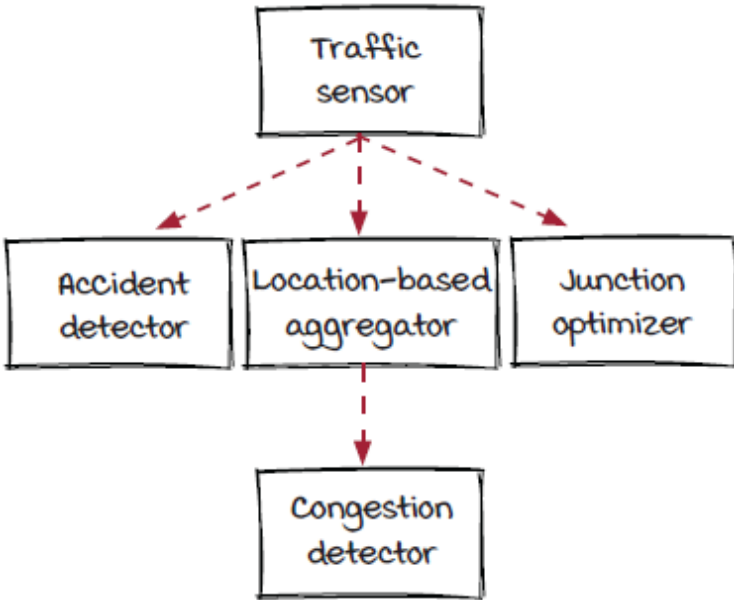 Traffic
sensor
Accident
detector
Location-based
aggregator
Junction
optimizer
Congestion
detector